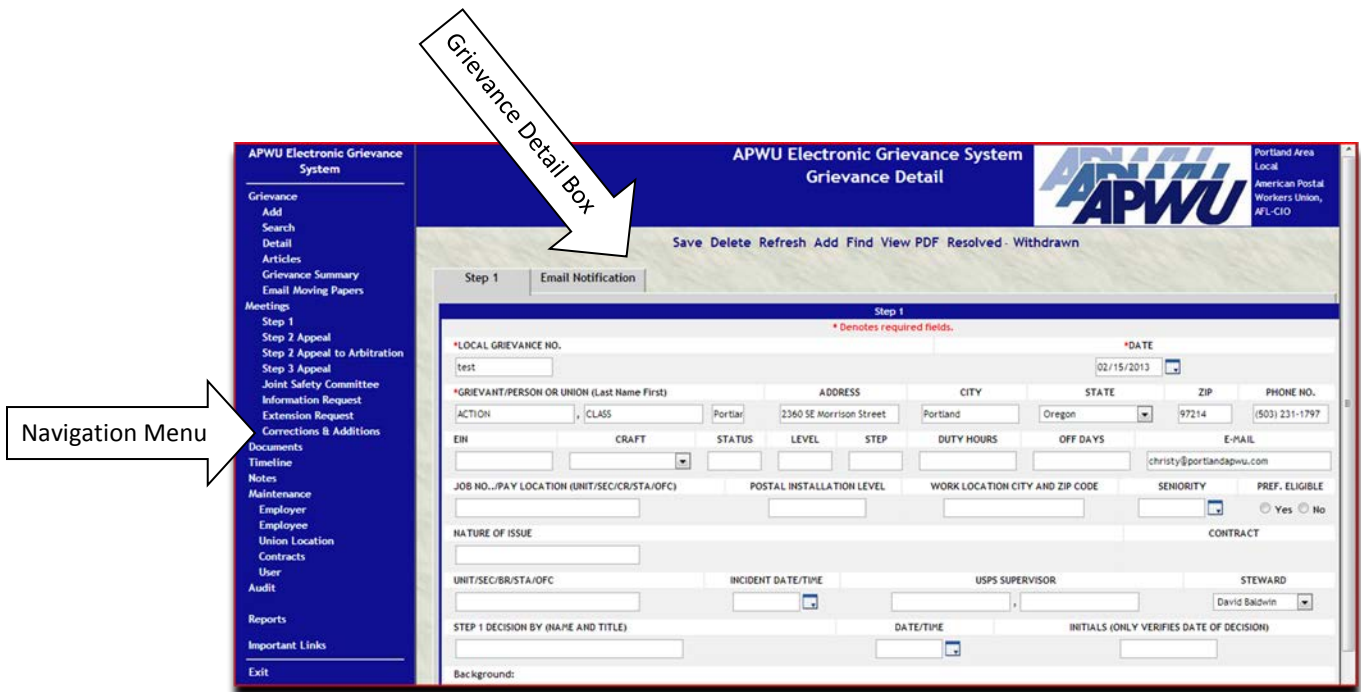 Grievance Detail Box
Navigation Menu
APWU Electronic Grievance
System
Grievance
Add
Search
Detail
Articles
Grievance Summary
Email Moving Papers
Meetings
Step 1
Step 2 Appeal
Step 2 Appeal to Arbitration
Step 3 Appeal
Joint Safety Committee
Information Request
Extension Request
Corrections & Additions
Documents
Timeline
Notes
Maintenance
Employer
Employee
Union Location
Contracts
User
Audit
Reports
Important Links
Exit
APWU Electronic Grievance System
Grievance Detail
APWU
Portland Area
Local
American Postal
Workers Union,
AFL-CIO
Save Delete Refresh Add Find View PDF Resolved - Withdrawn
Step 1 Email Notification
Step 1
* Denotes required fields.
*LOCAL GRIEVANCE NO. *DATE
test 02/15/2013
*GRIEVANT/PERSON OR UNION (Last Name First) ADDRESS CITY STATE ZIP PHONE NO.
ACTION , CLASS Portlar 2360 SE Morrison Street Portland Oregon 97214 (503) 231-1797
EIN CRAFT STATUS LEVEL STEP DUTY HOURS OFF DAYS E-MAIL
christy@portlandapwu.com
JOB NO../PAY LOCATION (UNIT/SEC/CR/STA/OFC) POSTAL INSTALLATION LEVEL WORK LOCATION CITY AND ZIP CODE SENIORITY PREF. ELIGIBLE
Yes No
NATURE OF ISSUE CONTRACT
UNIT/SEC/BR/STA/OFC INCIDENT DATE/TIME USPS SUPERVISOR STEWARD
, David Baldwin
STEP 1 DECISION BY (NAME AND TITLE) DATE/TIME INITIALS (ONLY VERIFIES DATE OF DECISION)
Background: